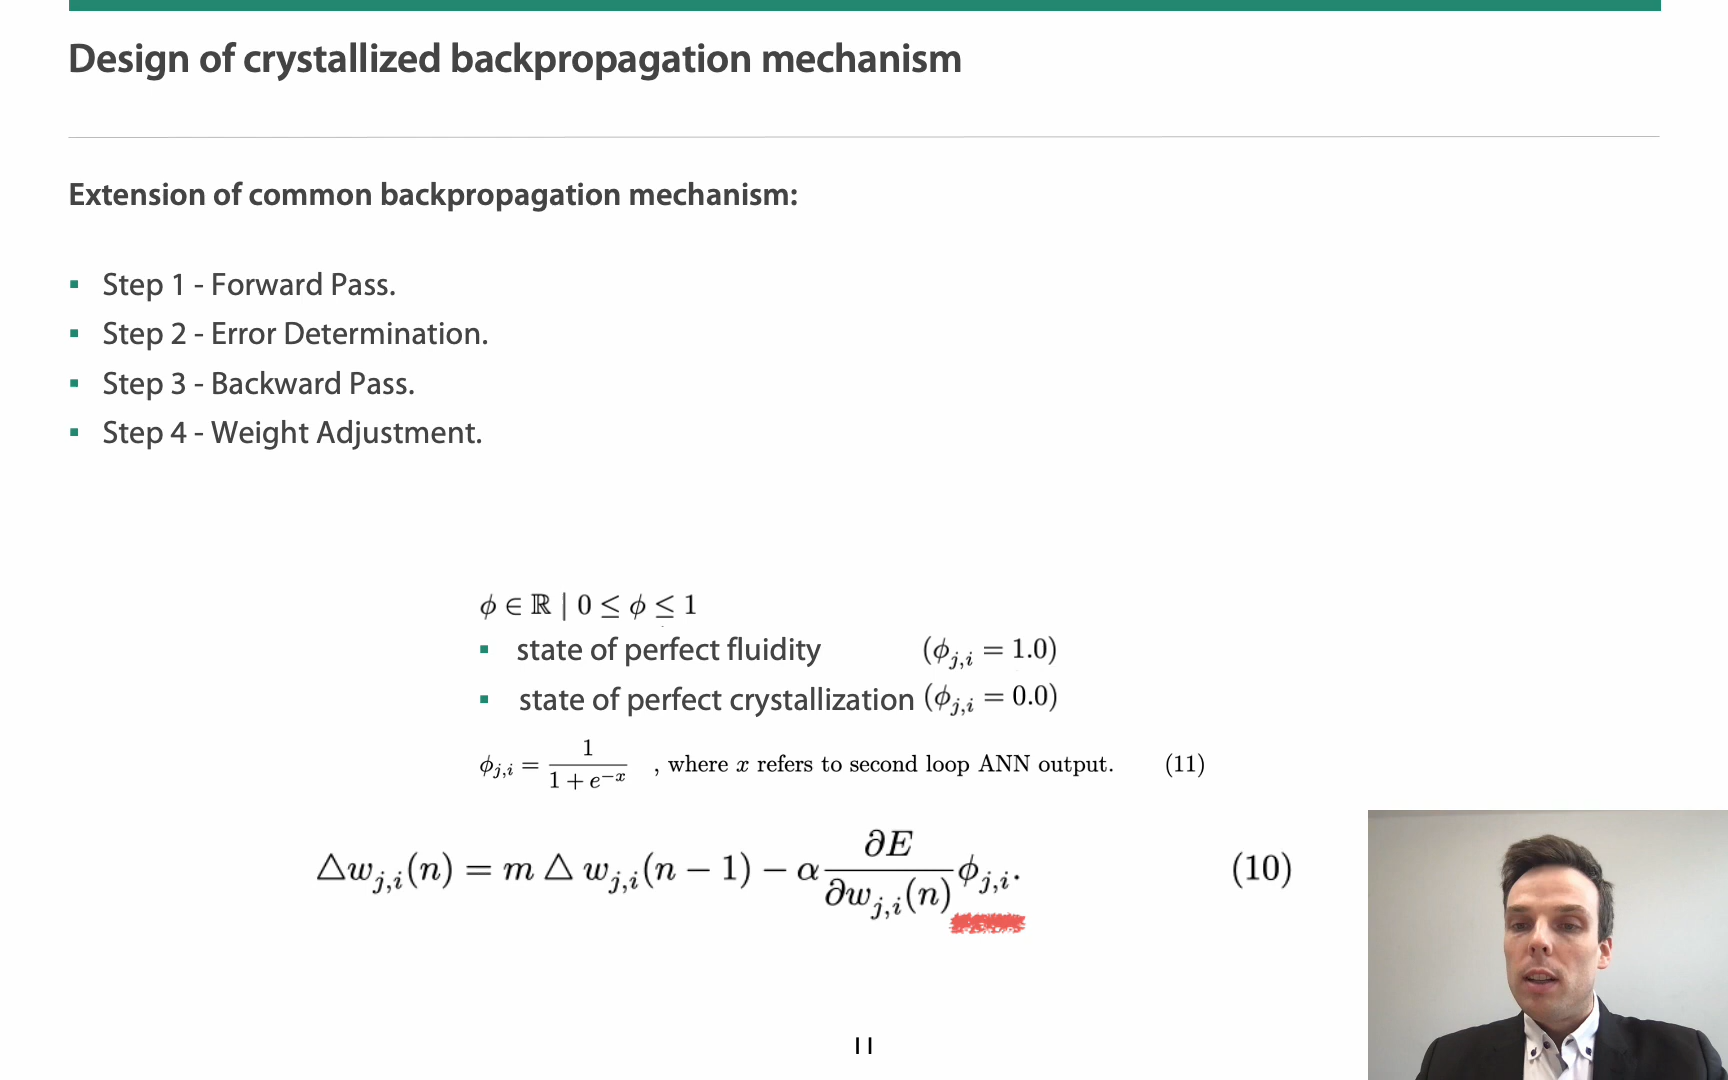 Design of crystallized backpropagation mechanism
Extension of common backpropagation mechanism:
▪ Step 1 - Forward Pass.
▪ Step 2 - Error Determination.
▪ Step 3 - Backward Pass.
▪ Step 4 - Weight Adjustment.
ϕ ∈ ℝ | 0 ≤ ϕ ≤ 1
▪ state of perfect fluidity (ϕ_{j,i} = 1.0)
▪ state of perfect crystallization (ϕ_{j,i} = 0.0)
ϕ_{j,i} = \frac{1}{1 + e^{-x}} , where x refers to second loop ANN output. (11)
△w_{j,i}(n) = m △ w_{j,i}(n − 1) − α \frac{∂E}{∂w_{j,i}(n)} ϕ_{j,i}. (10)
11